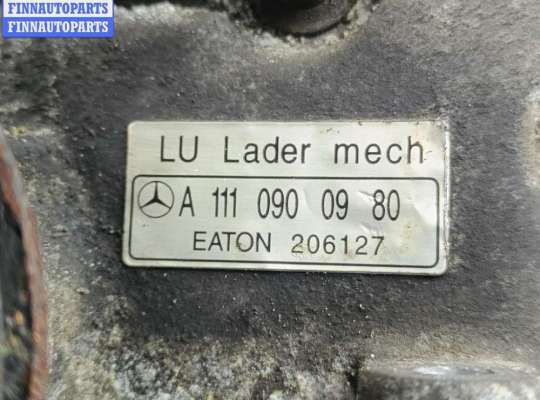 FINNAUTOPARTS
FINNAUTOPARTS
LU Lader mech
A 111 090 09 80
EATON 206127